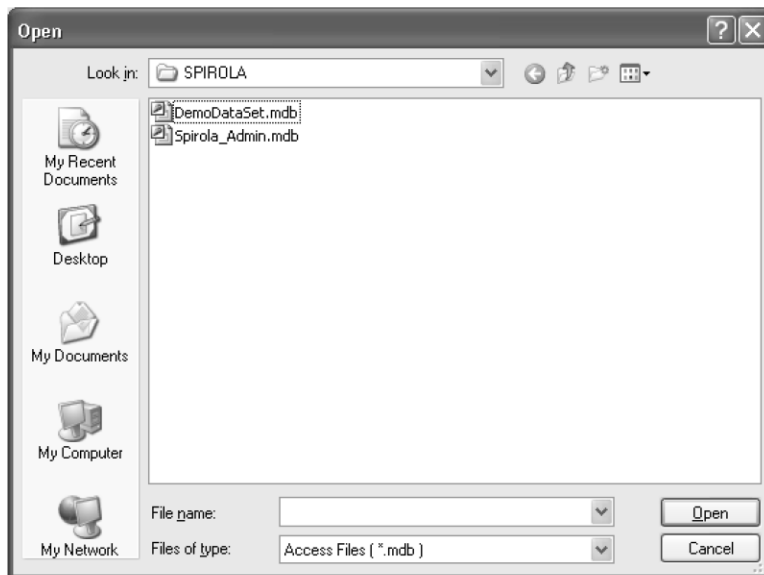 Open
Look in: SPIROLA
My Recent Documents
DemoDataSet.mdb
Spirola_Admin.mdb
Desktop
My Documents
My Computer
My Network
File name:
Open
Files of type: Access Files ( *.mdb )
Cancel